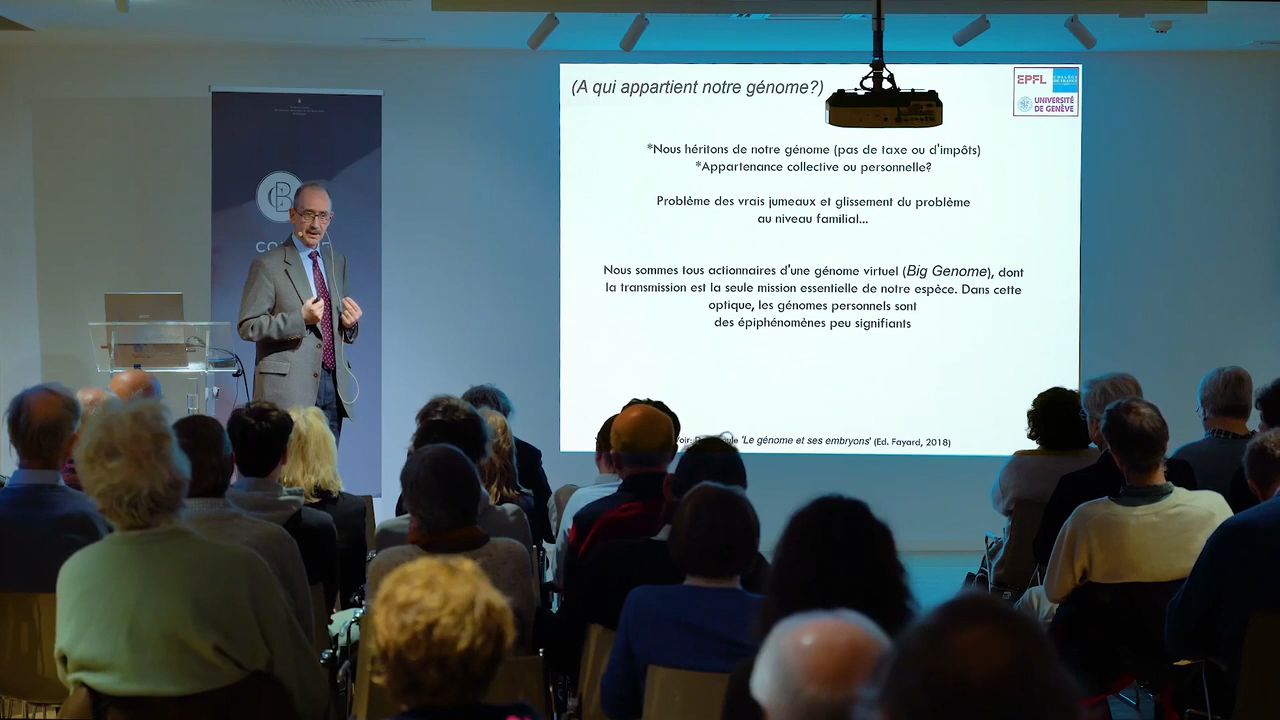 (A qui appartient notre génome?)
EPFL
COLLÈGE
DE FRANCE
UNIVERSITÉ
DE GENÈVE
*Nous héritons de notre génome (pas de taxe ou d'impôts)
*Appartenance collective ou personnelle?
Problème des vrais jumeaux et glissement du problème
au niveau familial...
Nous sommes tous actionnaires d'une génome virtuel (Big Genome), dont
la transmission est la seule mission essentielle de notre espèce. Dans cette
optique, les génomes personnels sont
des épiphénomènes peu signifiants
'Le génome et ses embryons' (Ed. Fayard, 2018)